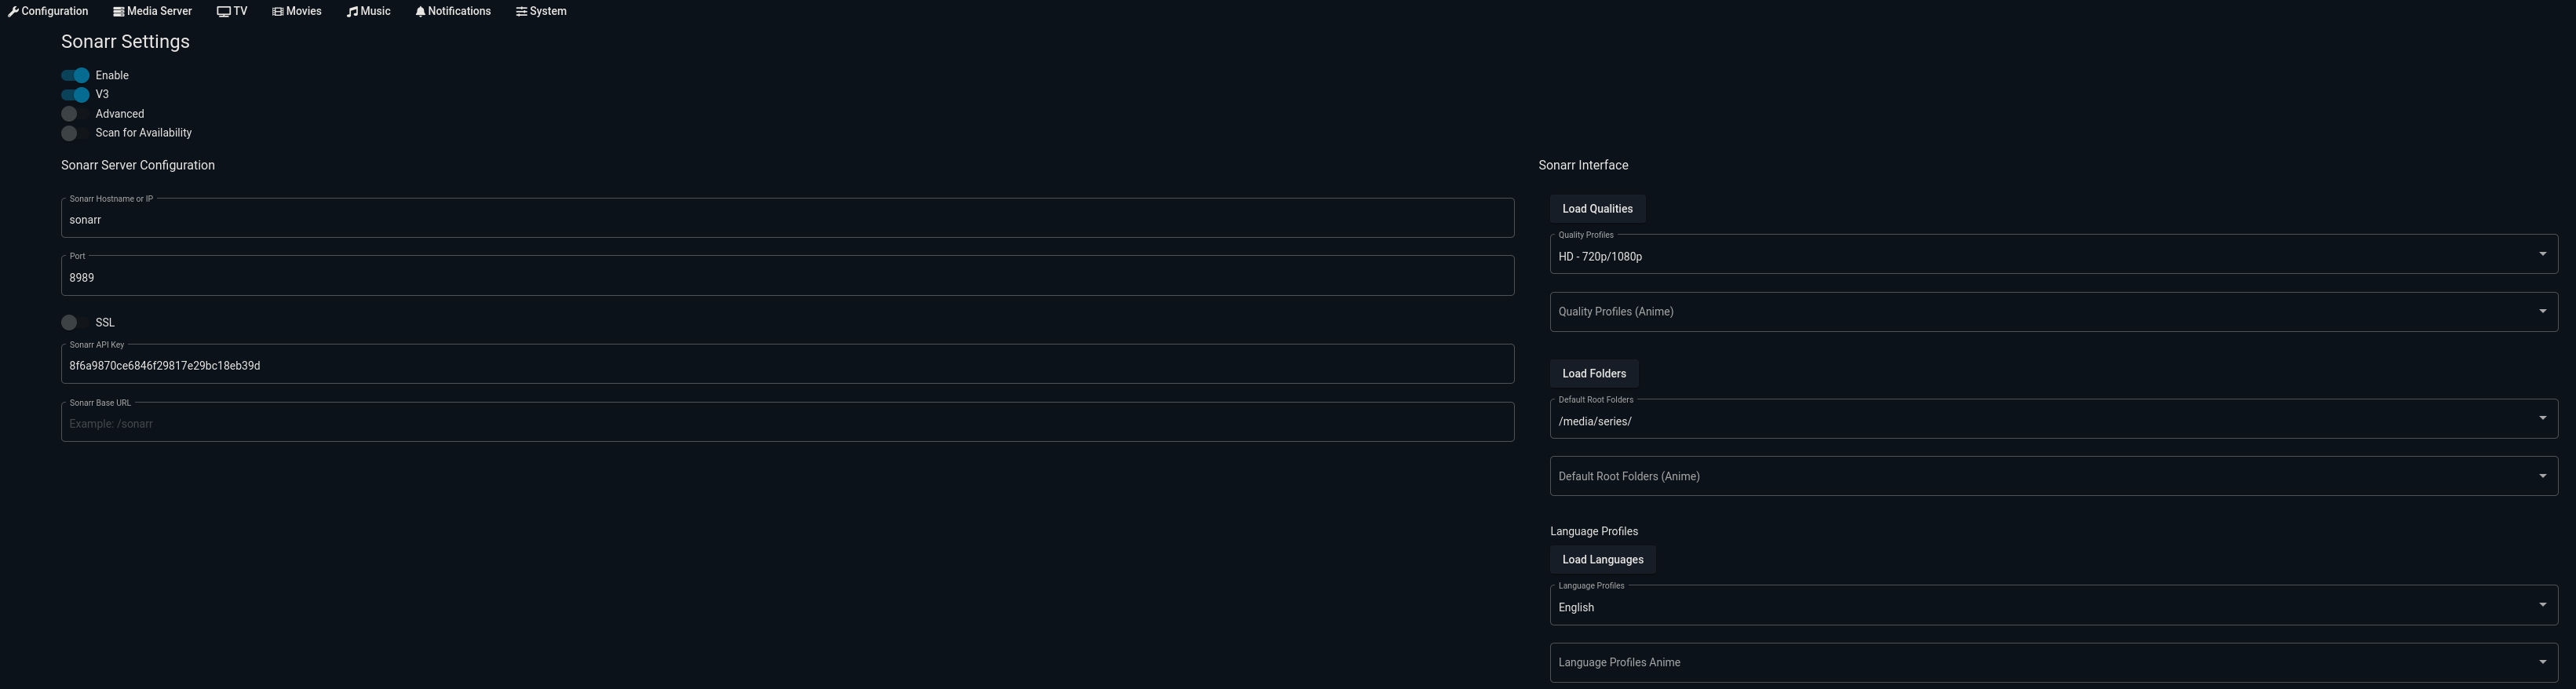 Configuration Media Server TV Movies Music Notifications System
Sonarr Settings
Enable
V3
Advanced
Scan for Availability
Sonarr Server Configuration
Sonarr Hostname or IP
sonarr
Port
8989
SSL
Sonarr API Key
8f6a9870ce6846f29817e29bc18eb39d
Sonarr Base URL
Example: /sonarr
Sonarr Interface
Load Qualities
Quality Profiles
HD - 720p/1080p
Quality Profiles (Anime)
Load Folders
Default Root Folders
/media/series/
Default Root Folders (Anime)
Language Profiles
Load Languages
Language Profiles
English
Language Profiles Anime